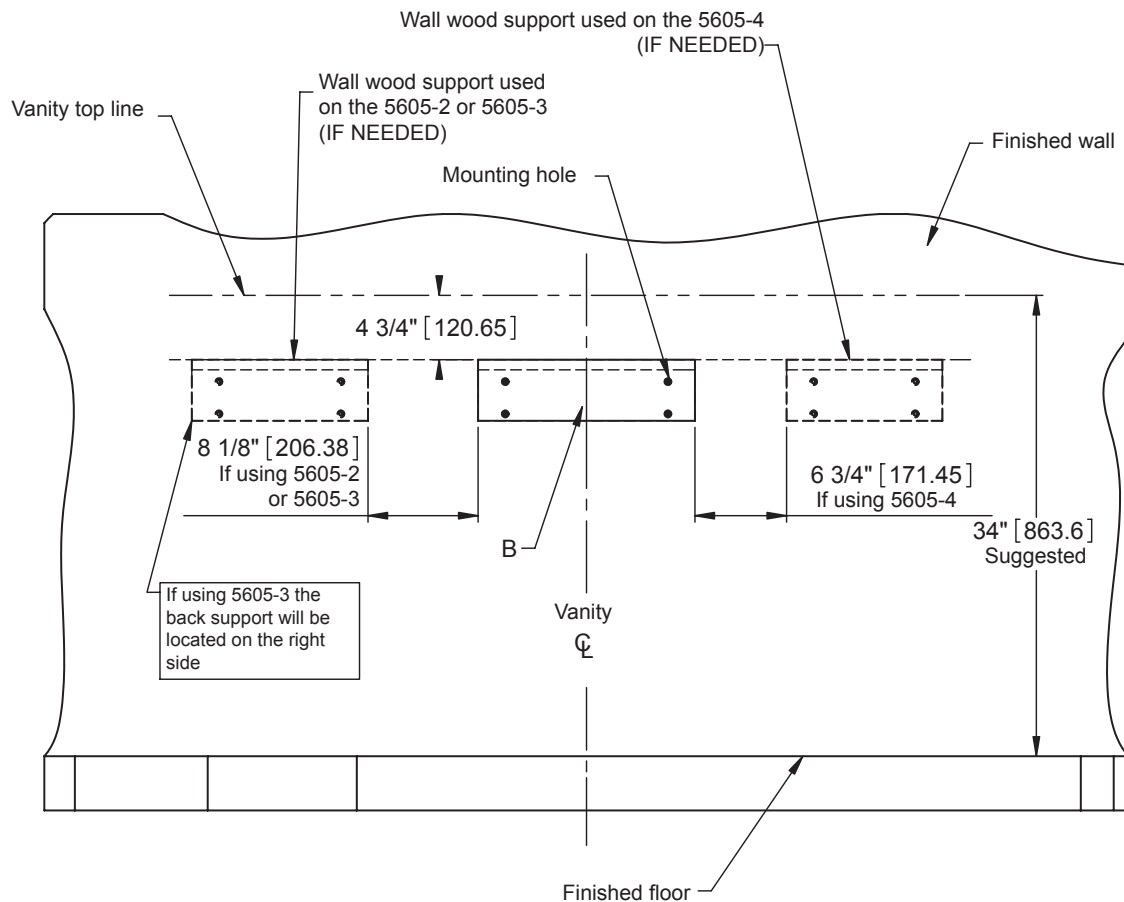 Wall wood support used on the 5605-4
(IF NEEDED)
Wall wood support used
on the 5605-2 or 5605-3
(IF NEEDED)
Vanity top line
Finished wall
Mounting hole
4 3/4" [120.65]
8 1/8" [206.38]
If using 5605-2
or 5605-3
6 3/4" [171.45]
If using 5605-4
34" [863.6]
Suggested
B
If using 5605-3 the
back support will be
located on the right
side
Vanity
℄
Finished floor